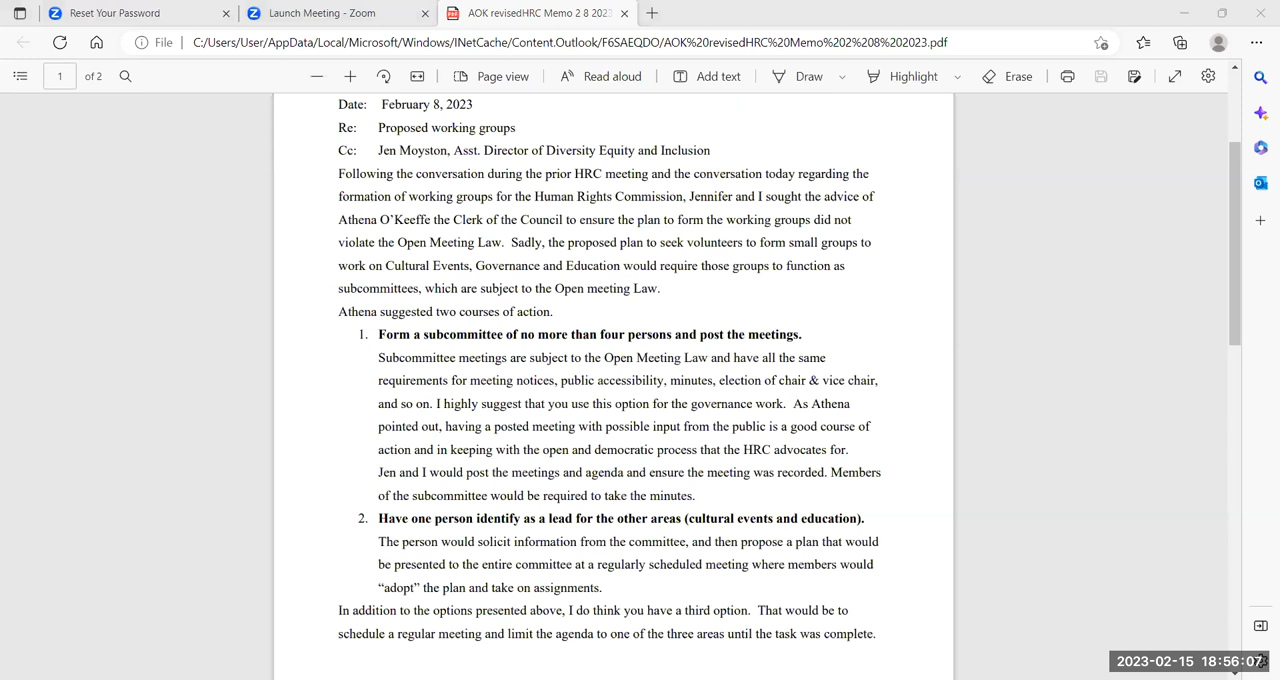 Reset Your Password
Launch Meeting - Zoom
AOK revisedHRC Memo 2 8 2023
File
C:/Users/User/AppData/Local/Microsoft/Windows/INetCache/Content.Outlook/F6SAEQDO/AOK%20revisedHRC%20Memo%202%208%202023.pdf
1 of 2
Page view
Read aloud
Add text
Draw
Highlight
Erase
Date: February 8, 2023
Re: Proposed working groups
Cc: Jen Moyston, Asst. Director of Diversity Equity and Inclusion
Following the conversation during the prior HRC meeting and the conversation today regarding the
formation of working groups for the Human Rights Commission, Jennifer and I sought the advice of
Athena O'Keeffe the Clerk of the Council to ensure the plan to form the working groups did not
violate the Open Meeting Law. Sadly, the proposed plan to seek volunteers to form small groups to
work on Cultural Events, Governance and Education would require those groups to function as
subcommittees, which are subject to the Open meeting Law.
Athena suggested two courses of action.
1. Form a subcommittee of no more than four persons and post the meetings.
Subcommittee meetings are subject to the Open Meeting Law and have all the same
requirements for meeting notices, public accessibility, minutes, election of chair & vice chair,
and so on. I highly suggest that you use this option for the governance work. As Athena
pointed out, having a posted meeting with possible input from the public is a good course of
action and in keeping with the open and democratic process that the HRC advocates for.
Jen and I would post the meetings and agenda and ensure the meeting was recorded. Members
of the subcommittee would be required to take the minutes.
2. Have one person identify as a lead for the other areas (cultural events and education).
The person would solicit information from the committee, and then propose a plan that would
be presented to the entire committee at a regularly scheduled meeting where members would
“adopt” the plan and take on assignments.
In addition to the options presented above, I do think you have a third option. That would be to
schedule a regular meeting and limit the agenda to one of the three areas until the task was complete.
2023-02-15 18:56:07